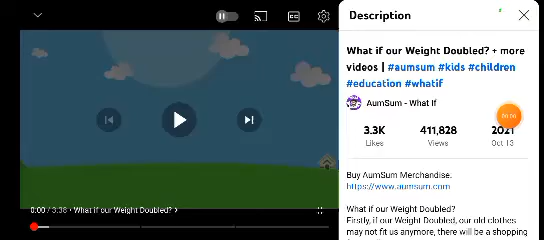 Description
What if our Weight Doubled? + more
videos | #aumsum #kids #children
#education #whatif
AumSum - What If
3.3K
411,828
2021
Likes
Views
Oct 13
Buy AumSum Merchandise:
https://www.aumsum.com
What if our Weight Doubled?
Firstly, if our Weight Doubled, our old clothes
may not fit us anymore, there will be a shopping
CC
0:00 / 3:38 • What if our Weight Doubled? >